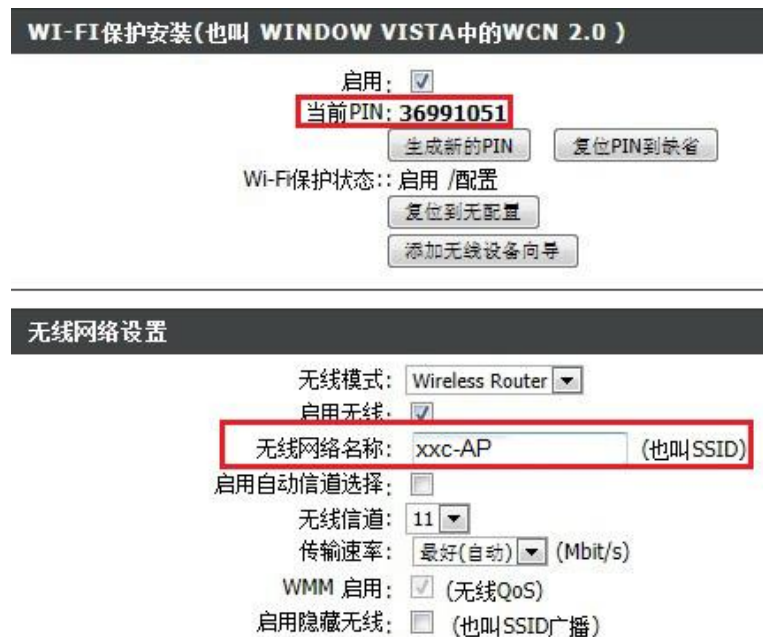 WI-FI保护安装(也叫 WINDOW VISTA中的WCN 2.0 )
启用:
当前PIN: 36991051
生成新的PIN 复位PIN到缺省
Wi-Fi保护状态:: 启用 /配置
复位到无配置
添加无线设备向导
无线网络设置
无线模式: Wireless Router
启用无线:
无线网络名称: xxc-AP (也叫SSID)
启用自动信道选择:
无线信道: 11
传输速率: 最好(自动) (Mbit/s)
WMM 启用: (无线QoS)
启用隐藏无线: (也叫SSID广播)